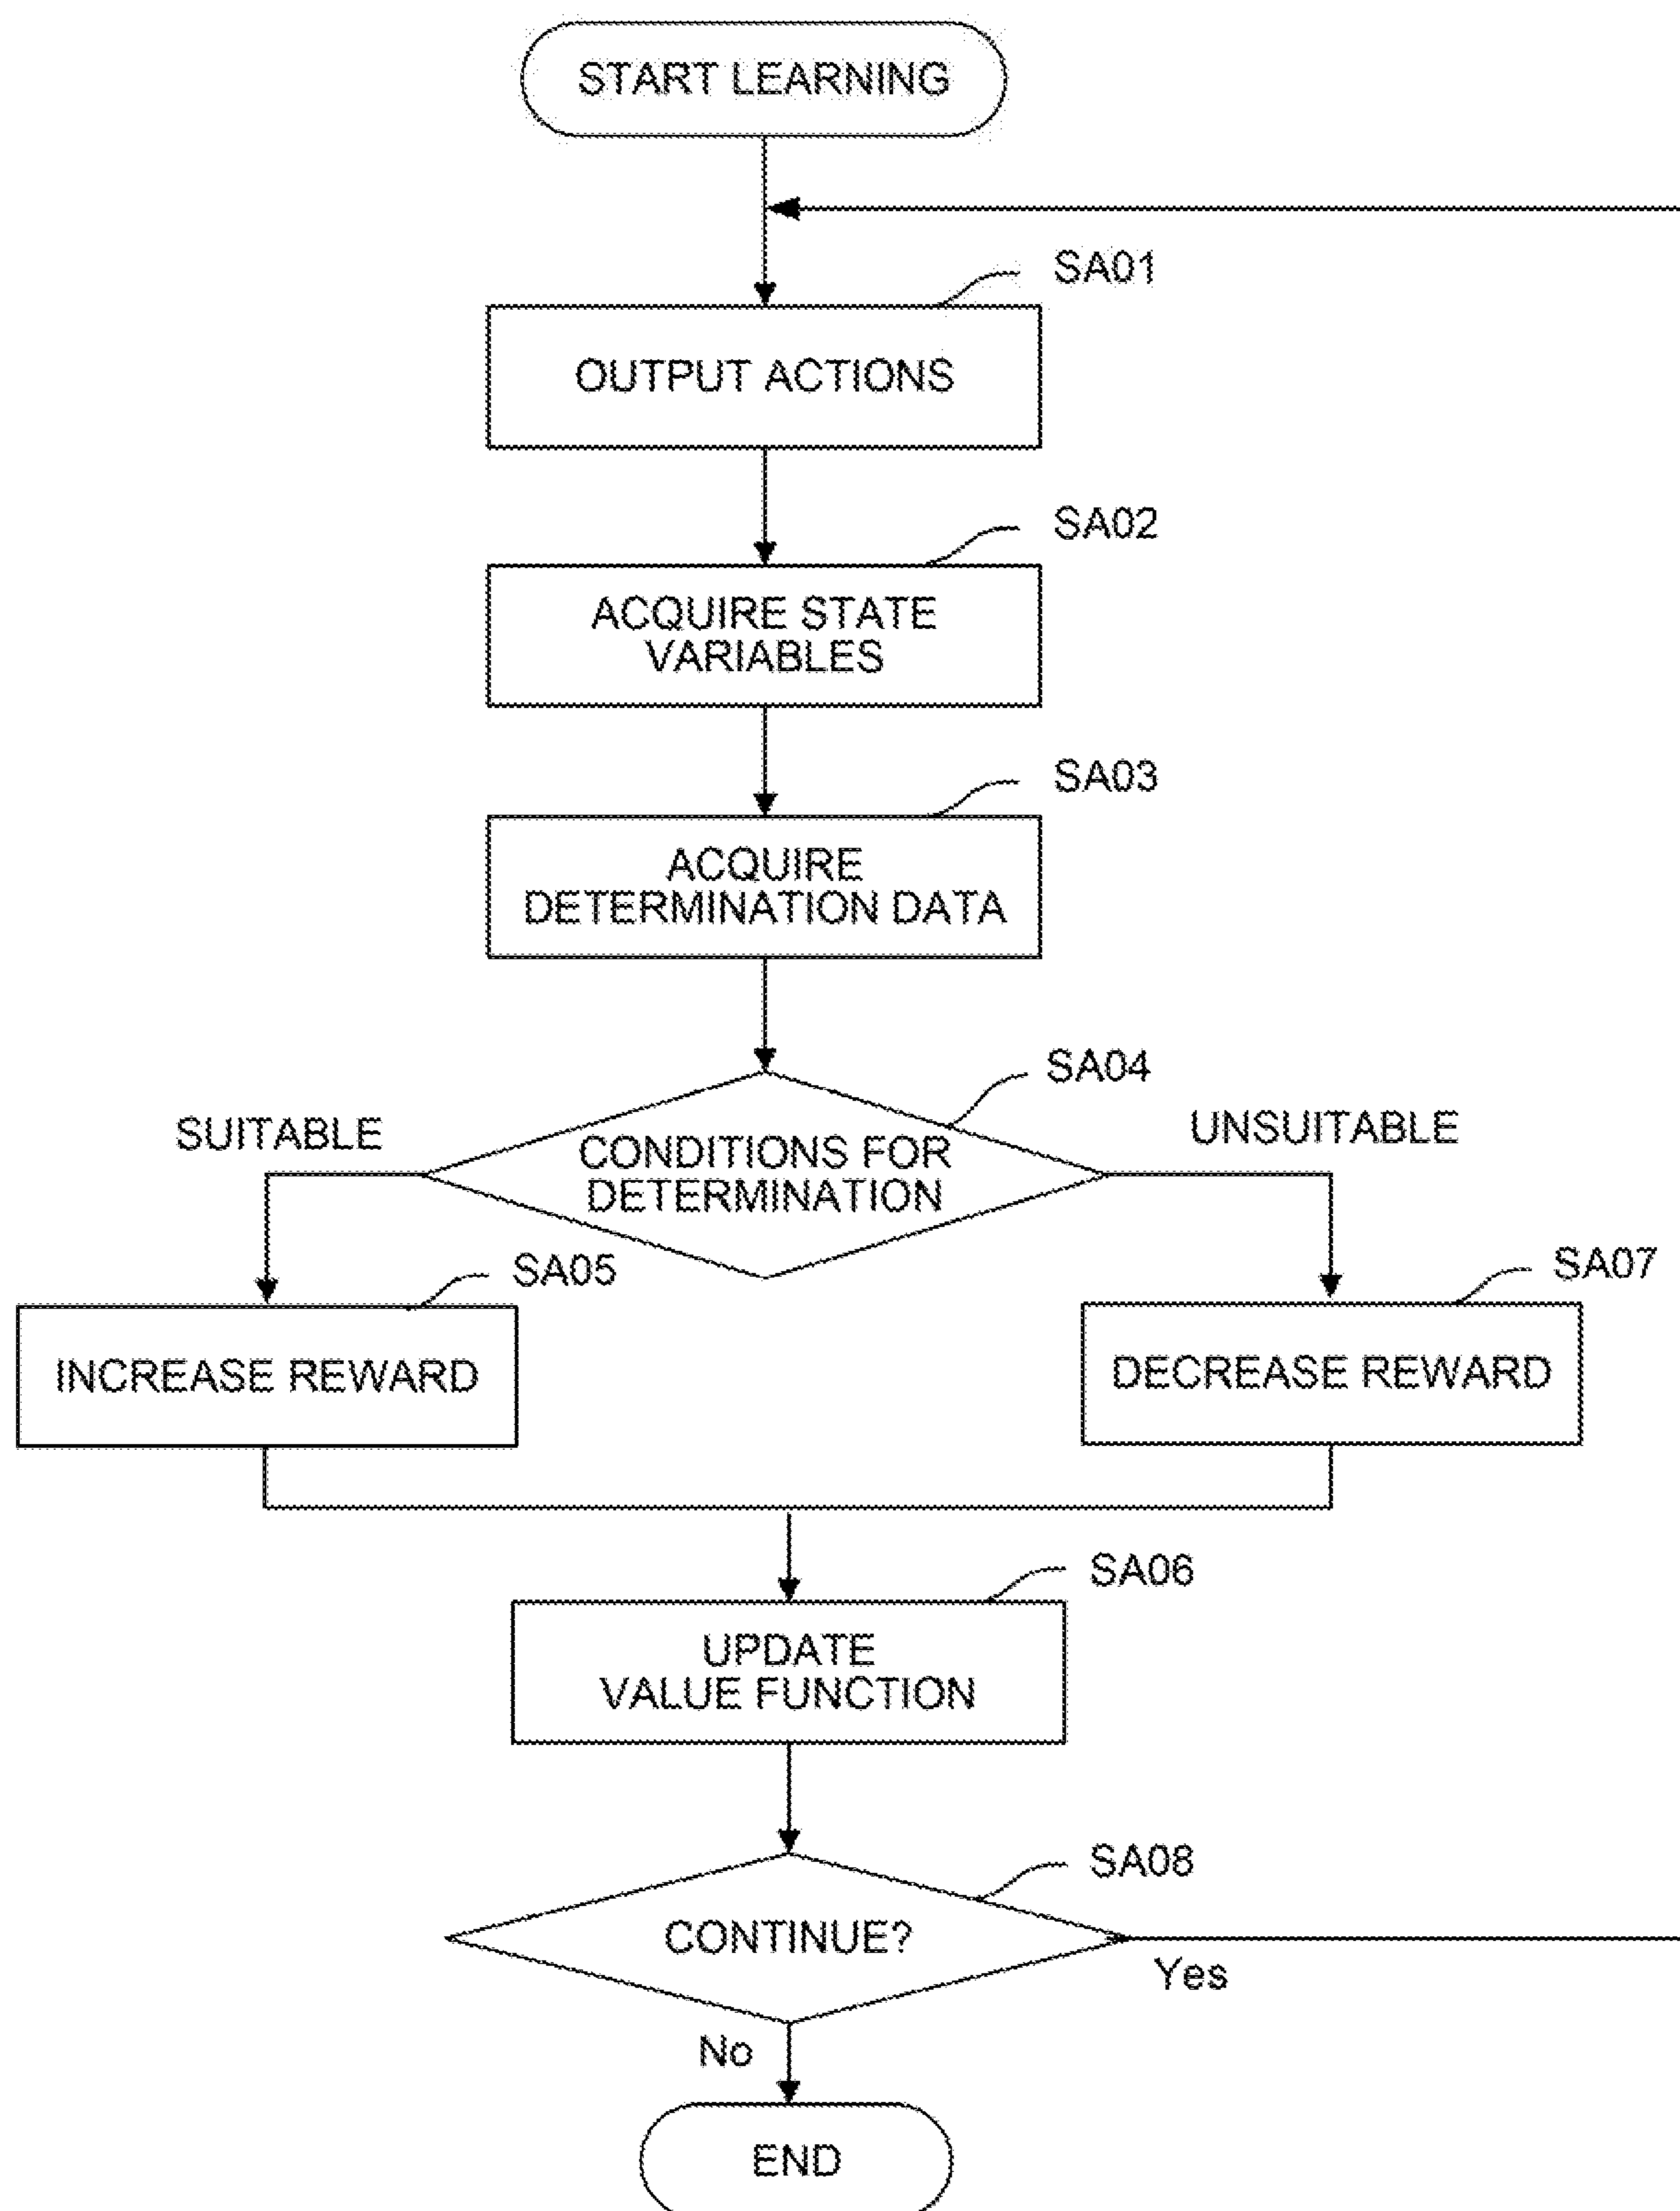 START LEARNING
SA01
OUTPUT ACTIONS
SA02
ACQUIRE STATE
VARIABLES
SA03
ACQUIRE
DETERMINATION DATA
SA04
SUITABLE
UNSUITABLE
CONDITIONS FOR
DETERMINATION
SA05
SA07
INCREASE REWARD
DECREASE REWARD
SA06
UPDATE
VALUE FUNCTION
SA08
CONTINUE?
Yes
No
END